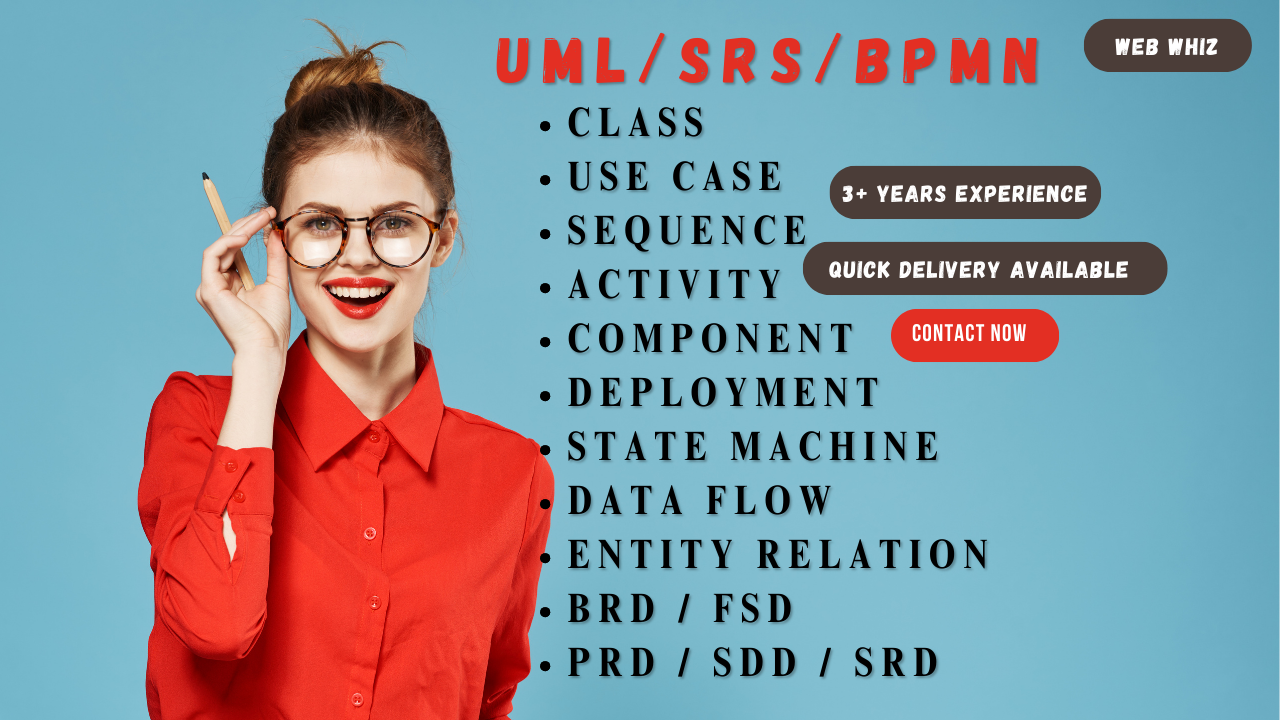 UML/SRS/BPMN
WEB WHIZ
• CLASS
• USE CASE
• SEQUENCE
• ACTIVITY
• COMPONENT
• DEPLOYMENT
• STATE MACHINE
• DATA FLOW
• ENTITY RELATION
• BRD / FSD
• PRD / SDD / SRD
3+ YEARS EXPERIENCE
QUICK DELIVERY AVAILABLE
CONTACT NOW